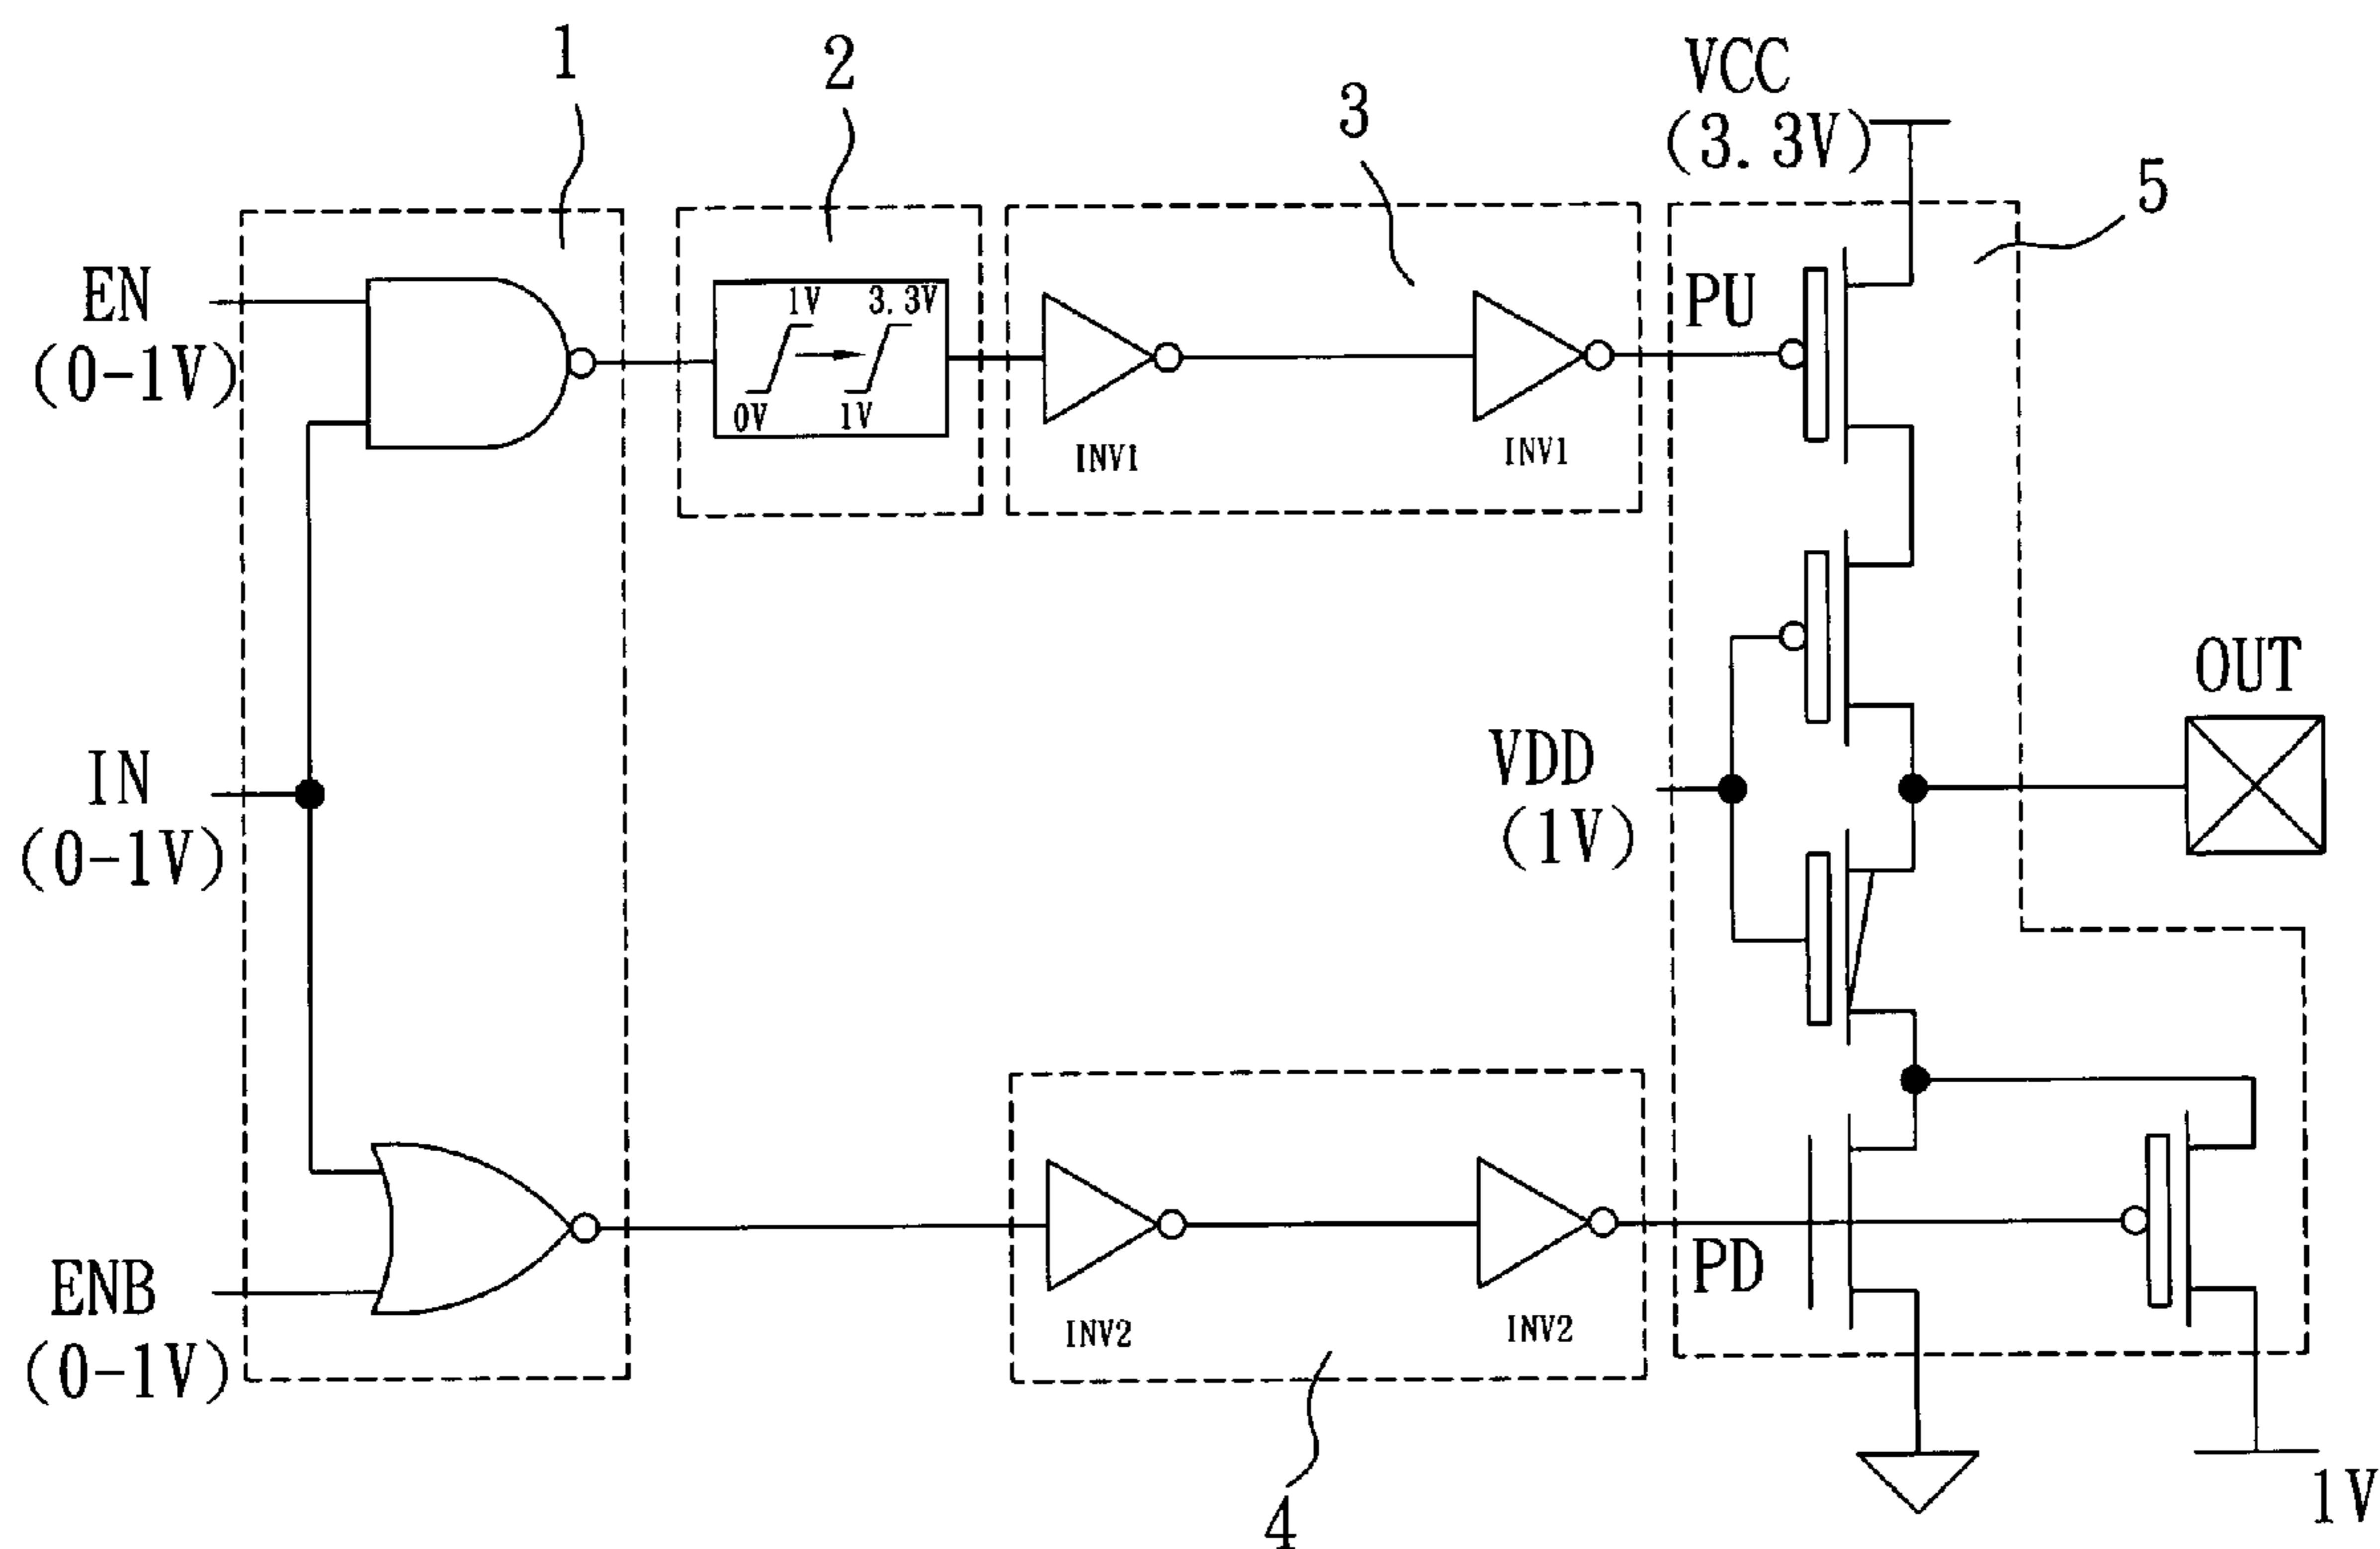 1
2
3
VCC
(3. 3V)
5
EN
(0-1V)
1V
3. 3V
0V
1V
INV1
INV1
PU
OUT
IN
(0-1V)
VDD
(1V)
ENB
(0-1V)
INV2
INV2
PD
4
1V